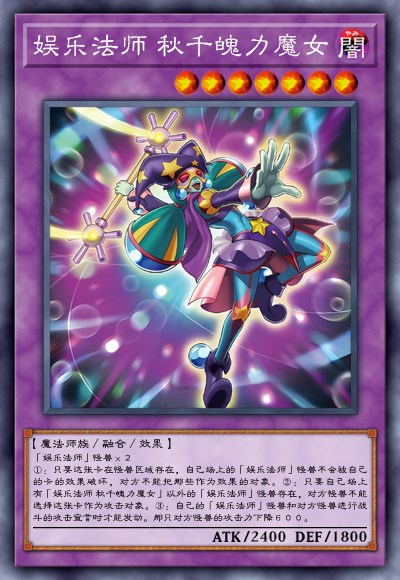 娱乐法师 秋千魄力魔女
やみ
闇
【魔法师族／融合／效果】
「娱乐法师」怪兽×２
①：只要这张卡在怪兽区域存在，自己场上的「娱乐法师」怪兽不会被自己
的卡的效果破坏，对方不能把那些作为效果的对象。②：只要自己场上
有「娱乐法师 秋千魄力魔女」以外的「娱乐法师」怪兽存在，对方怪兽不能
选择这张卡作为攻击对象。③：自己的「娱乐法师」怪兽和对方怪兽进行战
斗的攻击宣言时才能发动。那只对方怪兽的攻击力下降６００。
ATK/2400 DEF/1800